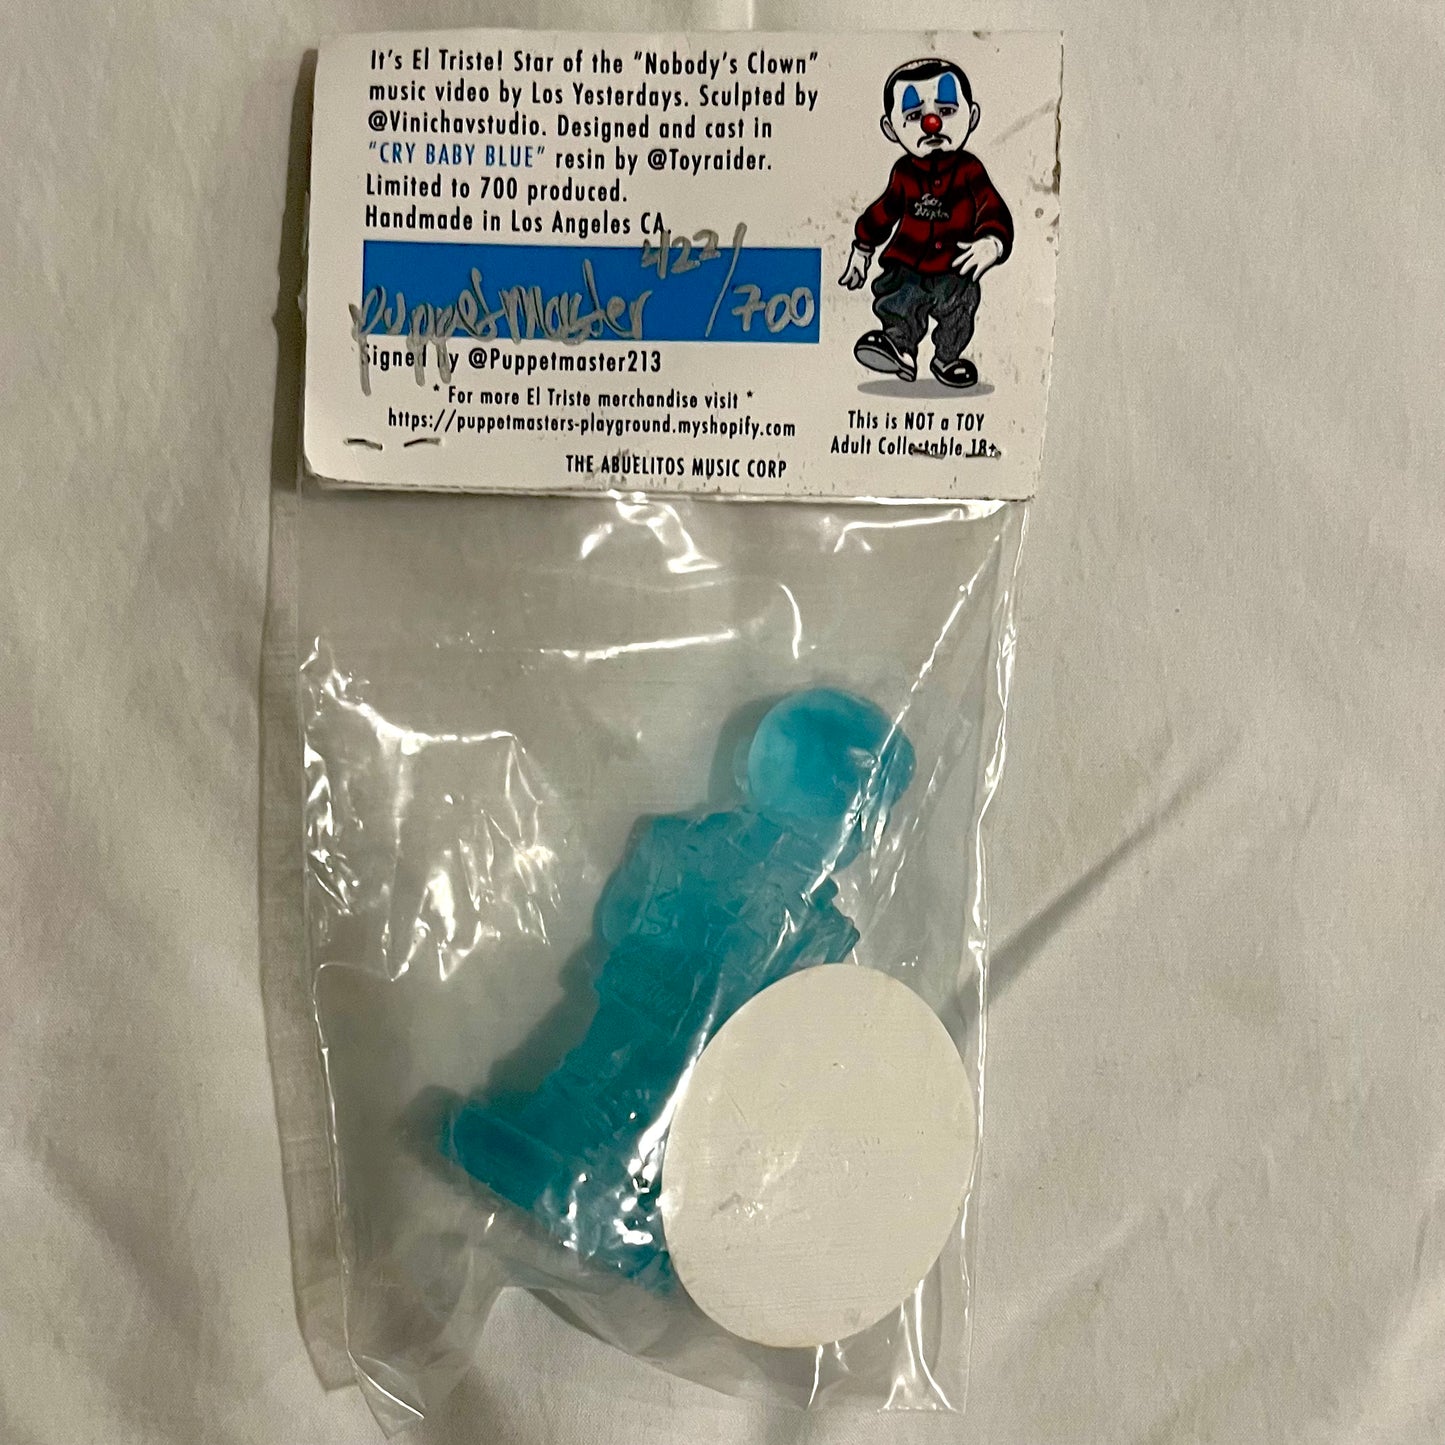 It's El Triste! Star of the "Nobody's Clown"
music video by Los Yesterdays. Sculpted by
@Vinichavstudio. Designed and cast in
"CRY BABY BLUE" resin by @Toyraider.
Limited to 700 produced.
Handmade in Los Angeles CA.
puppetmaster 422/700
Signed by @Puppetmaster213
* For more El Triste merchandise visit *
https://puppetmasters-playground.myshopify.com
THE ABUELITOS MUSIC CORP
This is NOT a TOY
Adult Collectable 18+